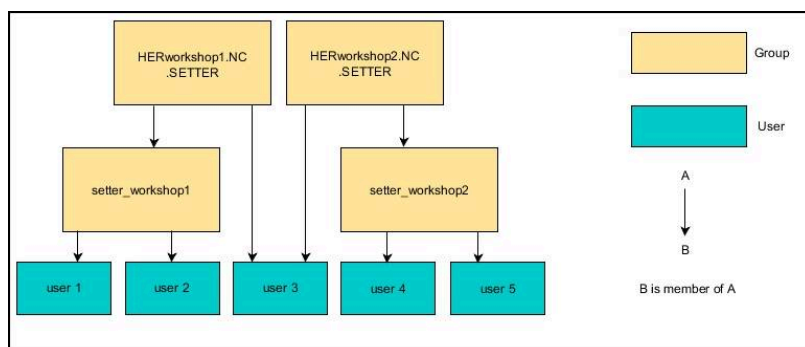 HERworkshop1.NC
.SETTER
HERworkshop2.NC
.SETTER
Group
User
setter_workshop1
setter_workshop2
A
B
user 1
user 2
user 3
user 4
user 5
B is member of A